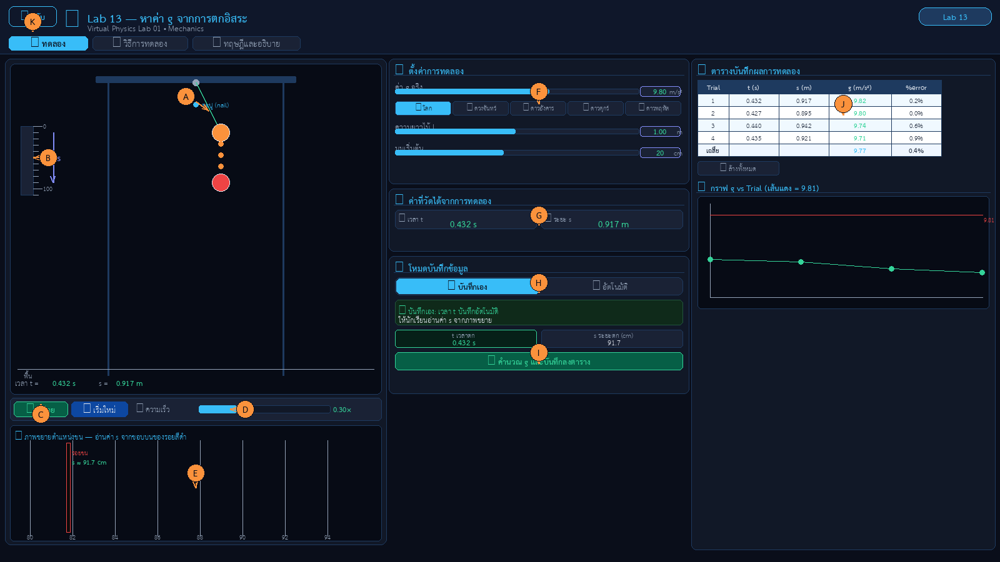 K
Lab 13 — หาค่า g จากการตกอิสระ
Virtual Physics Lab 01 • Mechanics
Lab 13
ทดลอง
วิธีการทดลอง
ทฤษฎีและอธิบาย
A
(nail)
0
B
s
100
พื้น
เวลา t = 0.432 s s = 0.917 m
C
เริ่มใหม่
ความเร็ว
D
0.30×
ภาพขยายตำแหน่งชน — อ่านค่า s จากขอบบนของรอยสีดำ
รอยชน
s ≈ 91.7 cm
E
80 82 84 86 88 90 92 94
ตั้งค่าการทดลอง
ค่า g จริง
F
9.80 m/s²
โลก
ดวงจันทร์
ดาวอังคาร
ดาวศุกร์
ดาวพฤหัส
ความยาวไม้ l
1.00 m
มุมเริ่มต้น
20 cm
ค่าที่วัดได้จากการทดลอง
เวลา t
0.432 s
G
ระยะ s
0.917 m
โหมดบันทึกข้อมูล
บันทึกเอง
H
อัตโนมัติ
บันทึกเอง: เวลา t บันทึกอัตโนมัติ
ให้นักเรียนอ่านค่า s จากภาพขยาย
t เวลาตก
0.432 s
s ระยะตก (cm)
91.7
I
คำนวณ g และบันทึกลงตาราง
ตารางบันทึกผลการทดลอง
Trial t (s) s (m) g (m/s²) %error
1 0.432 0.917 9.82 0.2%
J
2 0.427 0.895 9.80 0.0%
3 0.440 0.942 9.74 0.6%
4 0.435 0.921 9.71 0.9%
เฉลี่ย 9.77 0.4%
ล้างทั้งหมด
กราฟ g vs Trial (เส้นแดง = 9.81)
9.81